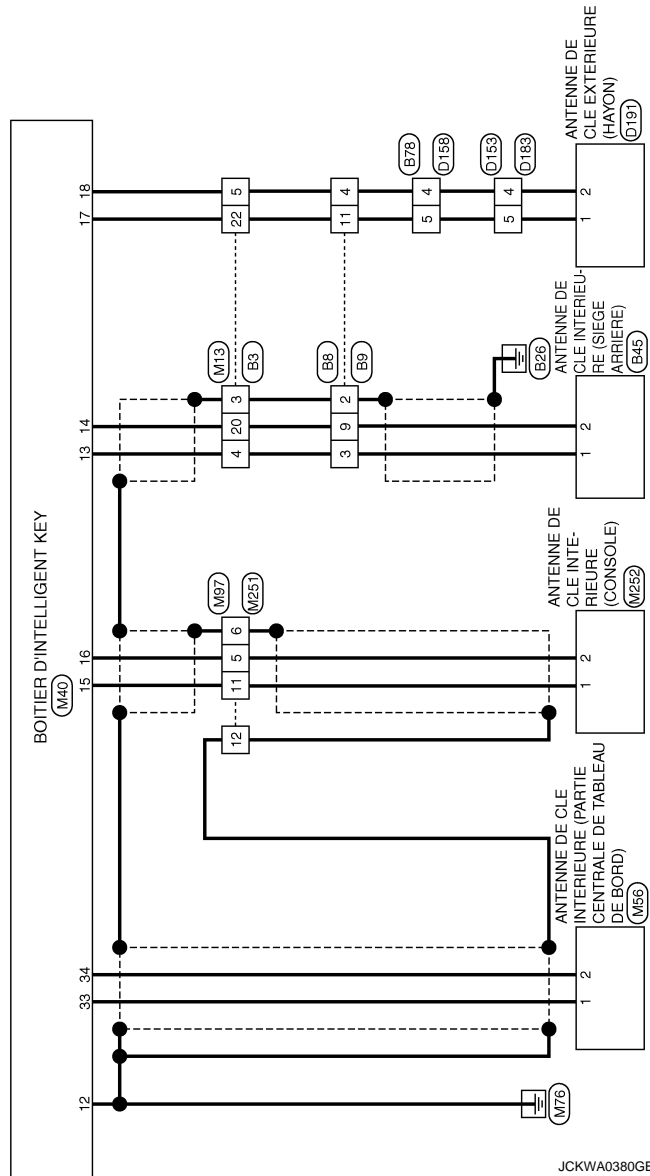 BOITIER D'INTELLIGENT KEY
M40
12
33
34
15
16
13
14
17
18
M97
M251
12
11
5
6
M13
B3
4
20
3
22
5
B8
B9
3
9
2
11
4
B78
D158
5
4
D153
D183
5
4
M76
B26
1
2
ANTENNE DE CLE
INTERIEURE (PARTIE
CENTRALE DE TABLEAU
DE BORD)
M56
1
2
ANTENNE DE
CLE INTE-
RIEURE
(CONSOLE)
M252
1
2
ANTENNE DE
CLE INTERIEU-
RE (SIEGE
ARRIERE)
B45
1
2
ANTENNE DE
CLE EXTERIEURE
(HAYON)
D191
JCKWA0380GE